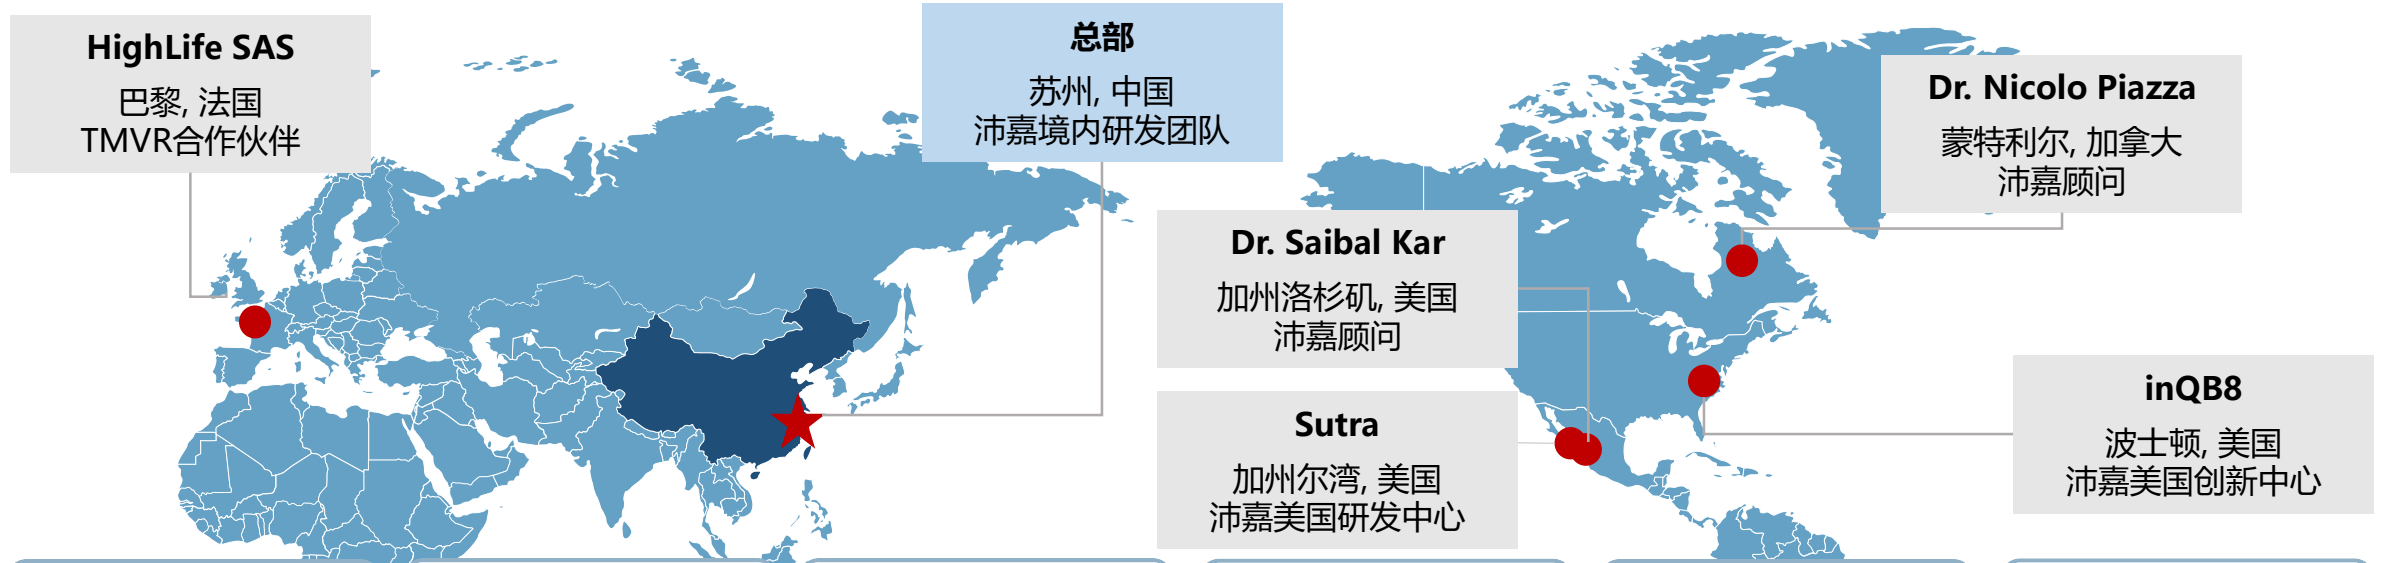 HighLife SAS
巴黎, 法国
TMVR合作伙伴
总部
苏州, 中国
沛嘉境内研发团队
Dr. Nicolo Piazza
蒙特利尔, 加拿大
沛嘉顾问
Dr. Saibal Kar
加州洛杉矶, 美国
沛嘉顾问
Sutra
加州尔湾, 美国
沛嘉美国研发中心
inQB8
波士顿, 美国
沛嘉美国创新中心